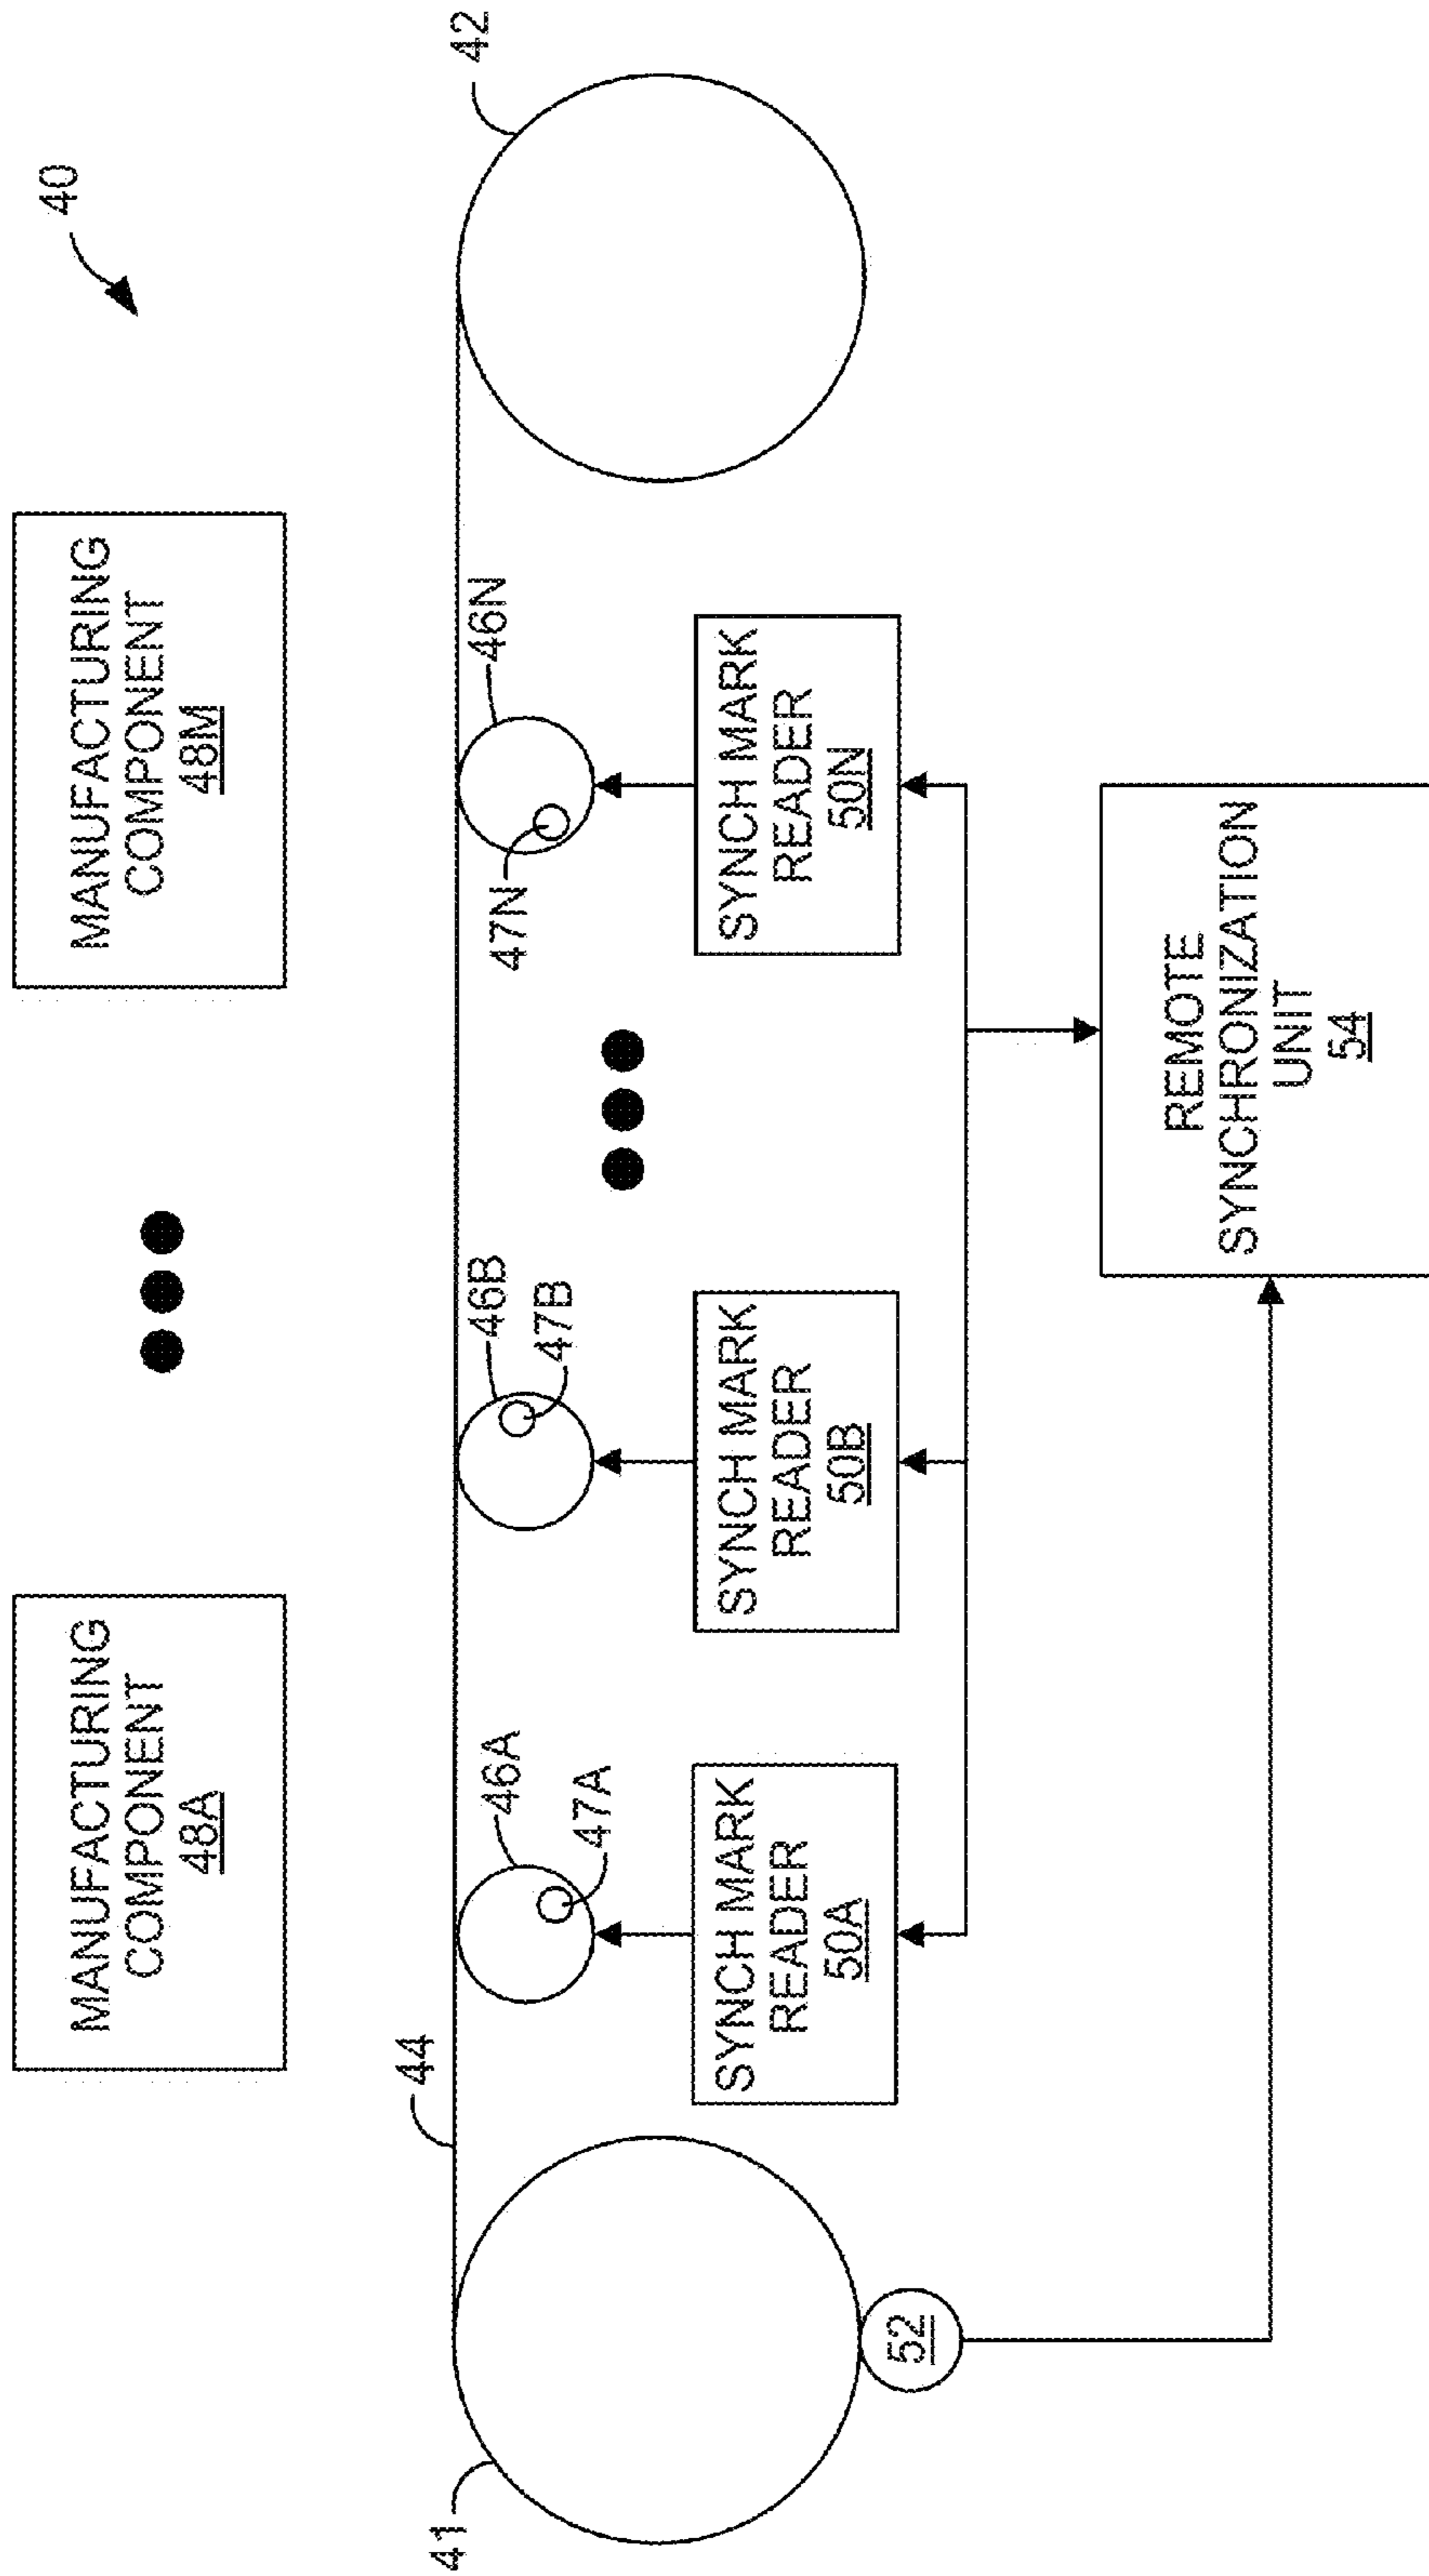 40
MANUFACTURING
COMPONENT
48A
MANUFACTURING
COMPONENT
48M
41
44
46A
47A
46B
47B
46N
47N
42
SYNCH MARK
READER
50A
SYNCH MARK
READER
50B
SYNCH MARK
READER
50N
52
REMOTE
SYNCHRONIZATION
UNIT
54